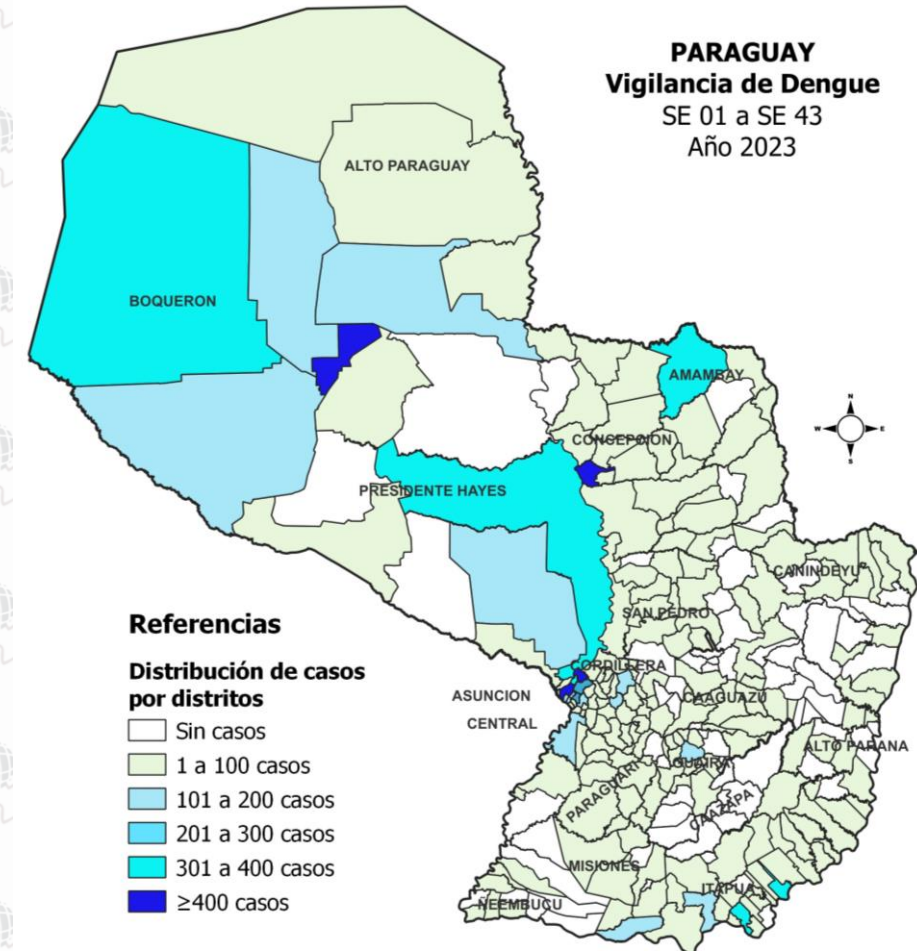 PARAGUAY
Vigilancia de Dengue
SE 01 a SE 43
Año 2023
ALTO PARAGUAY
BOQUERON
AMAMBAY
N
W E
S
CONCEPCION
PRESIDENTE HAYES
CANINDEYU
SAN PEDRO
CORDILLERA
ASUNCION
CENTRAL
CAAGUAZU
ALTO PARANA
GUAIRA
PARAGUARI
CAAZAPA
MISIONES
ITAPUA
ÑEEMBUCU
Referencias
Distribución de casos
por distritos
Sin casos
1 a 100 casos
101 a 200 casos
201 a 300 casos
301 a 400 casos
≥400 casos